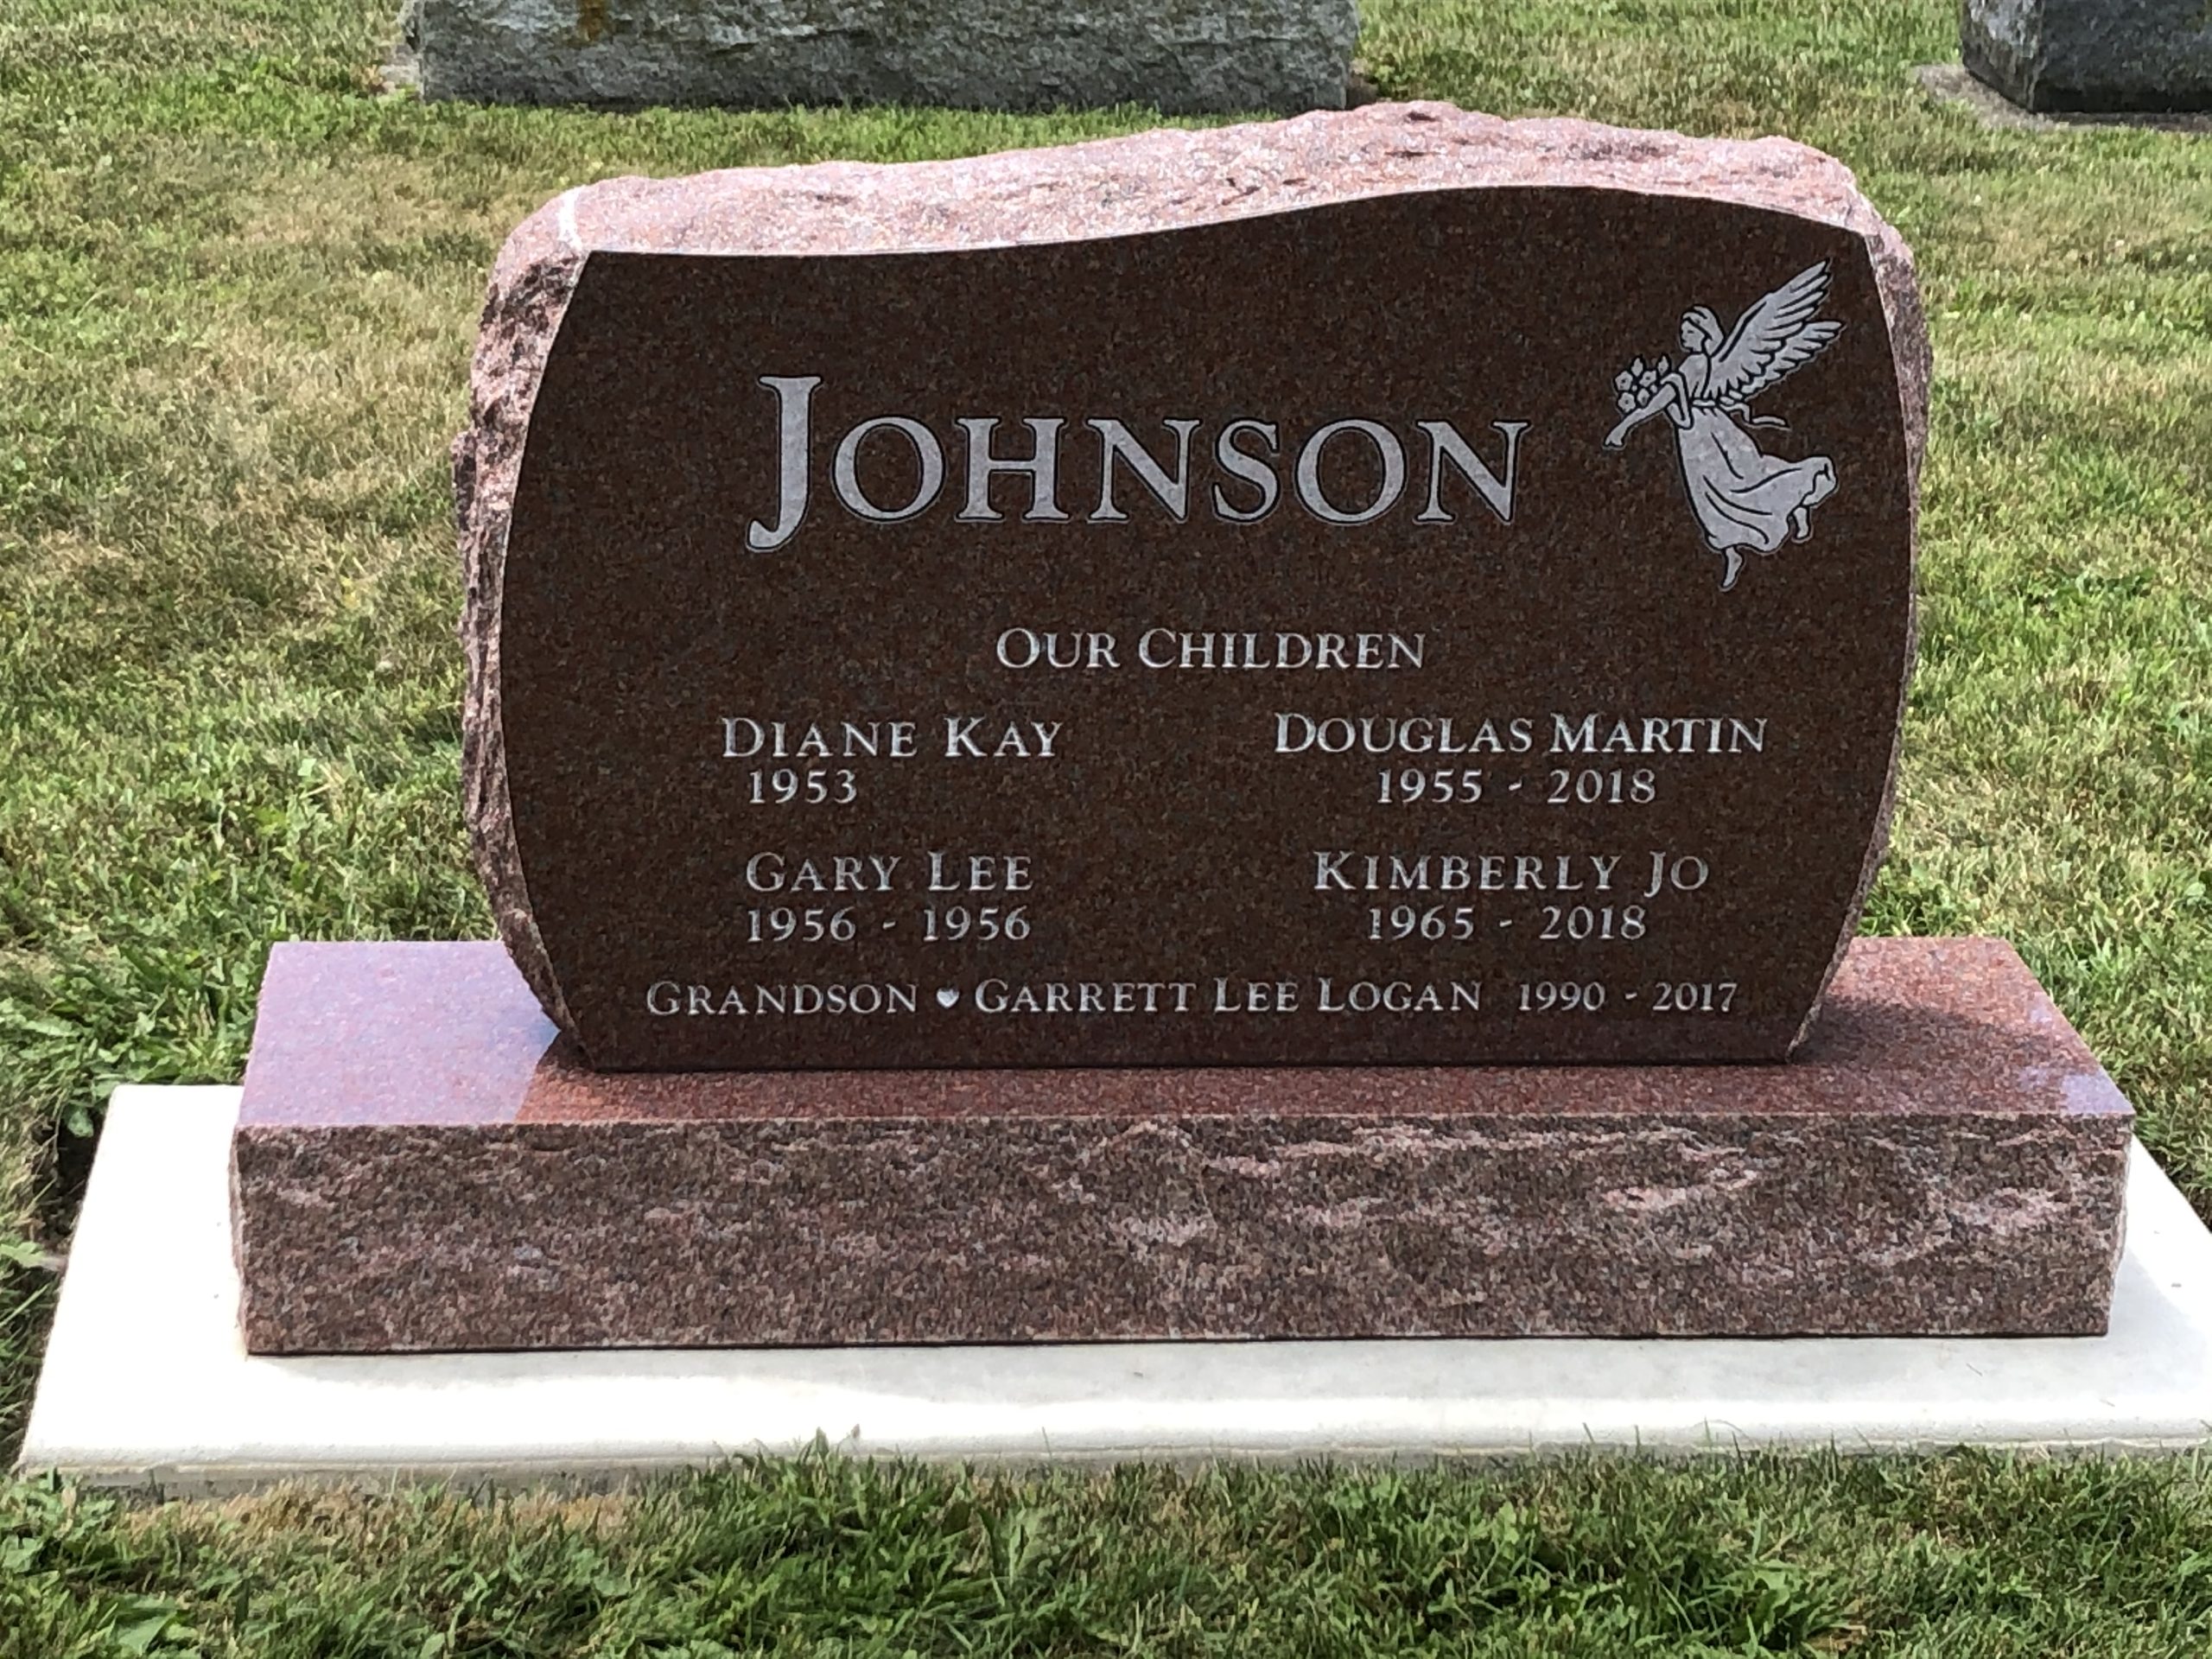 JOHNSON
OUR CHILDREN
DIANE KAY DOUGLAS MARTIN
1953 1955 - 2018
GARY LEE KIMBERLY JO
1956 - 1956 1965 - 2018
GRANDSON ♥ GARRETT LEE LOGAN 1990 - 2017